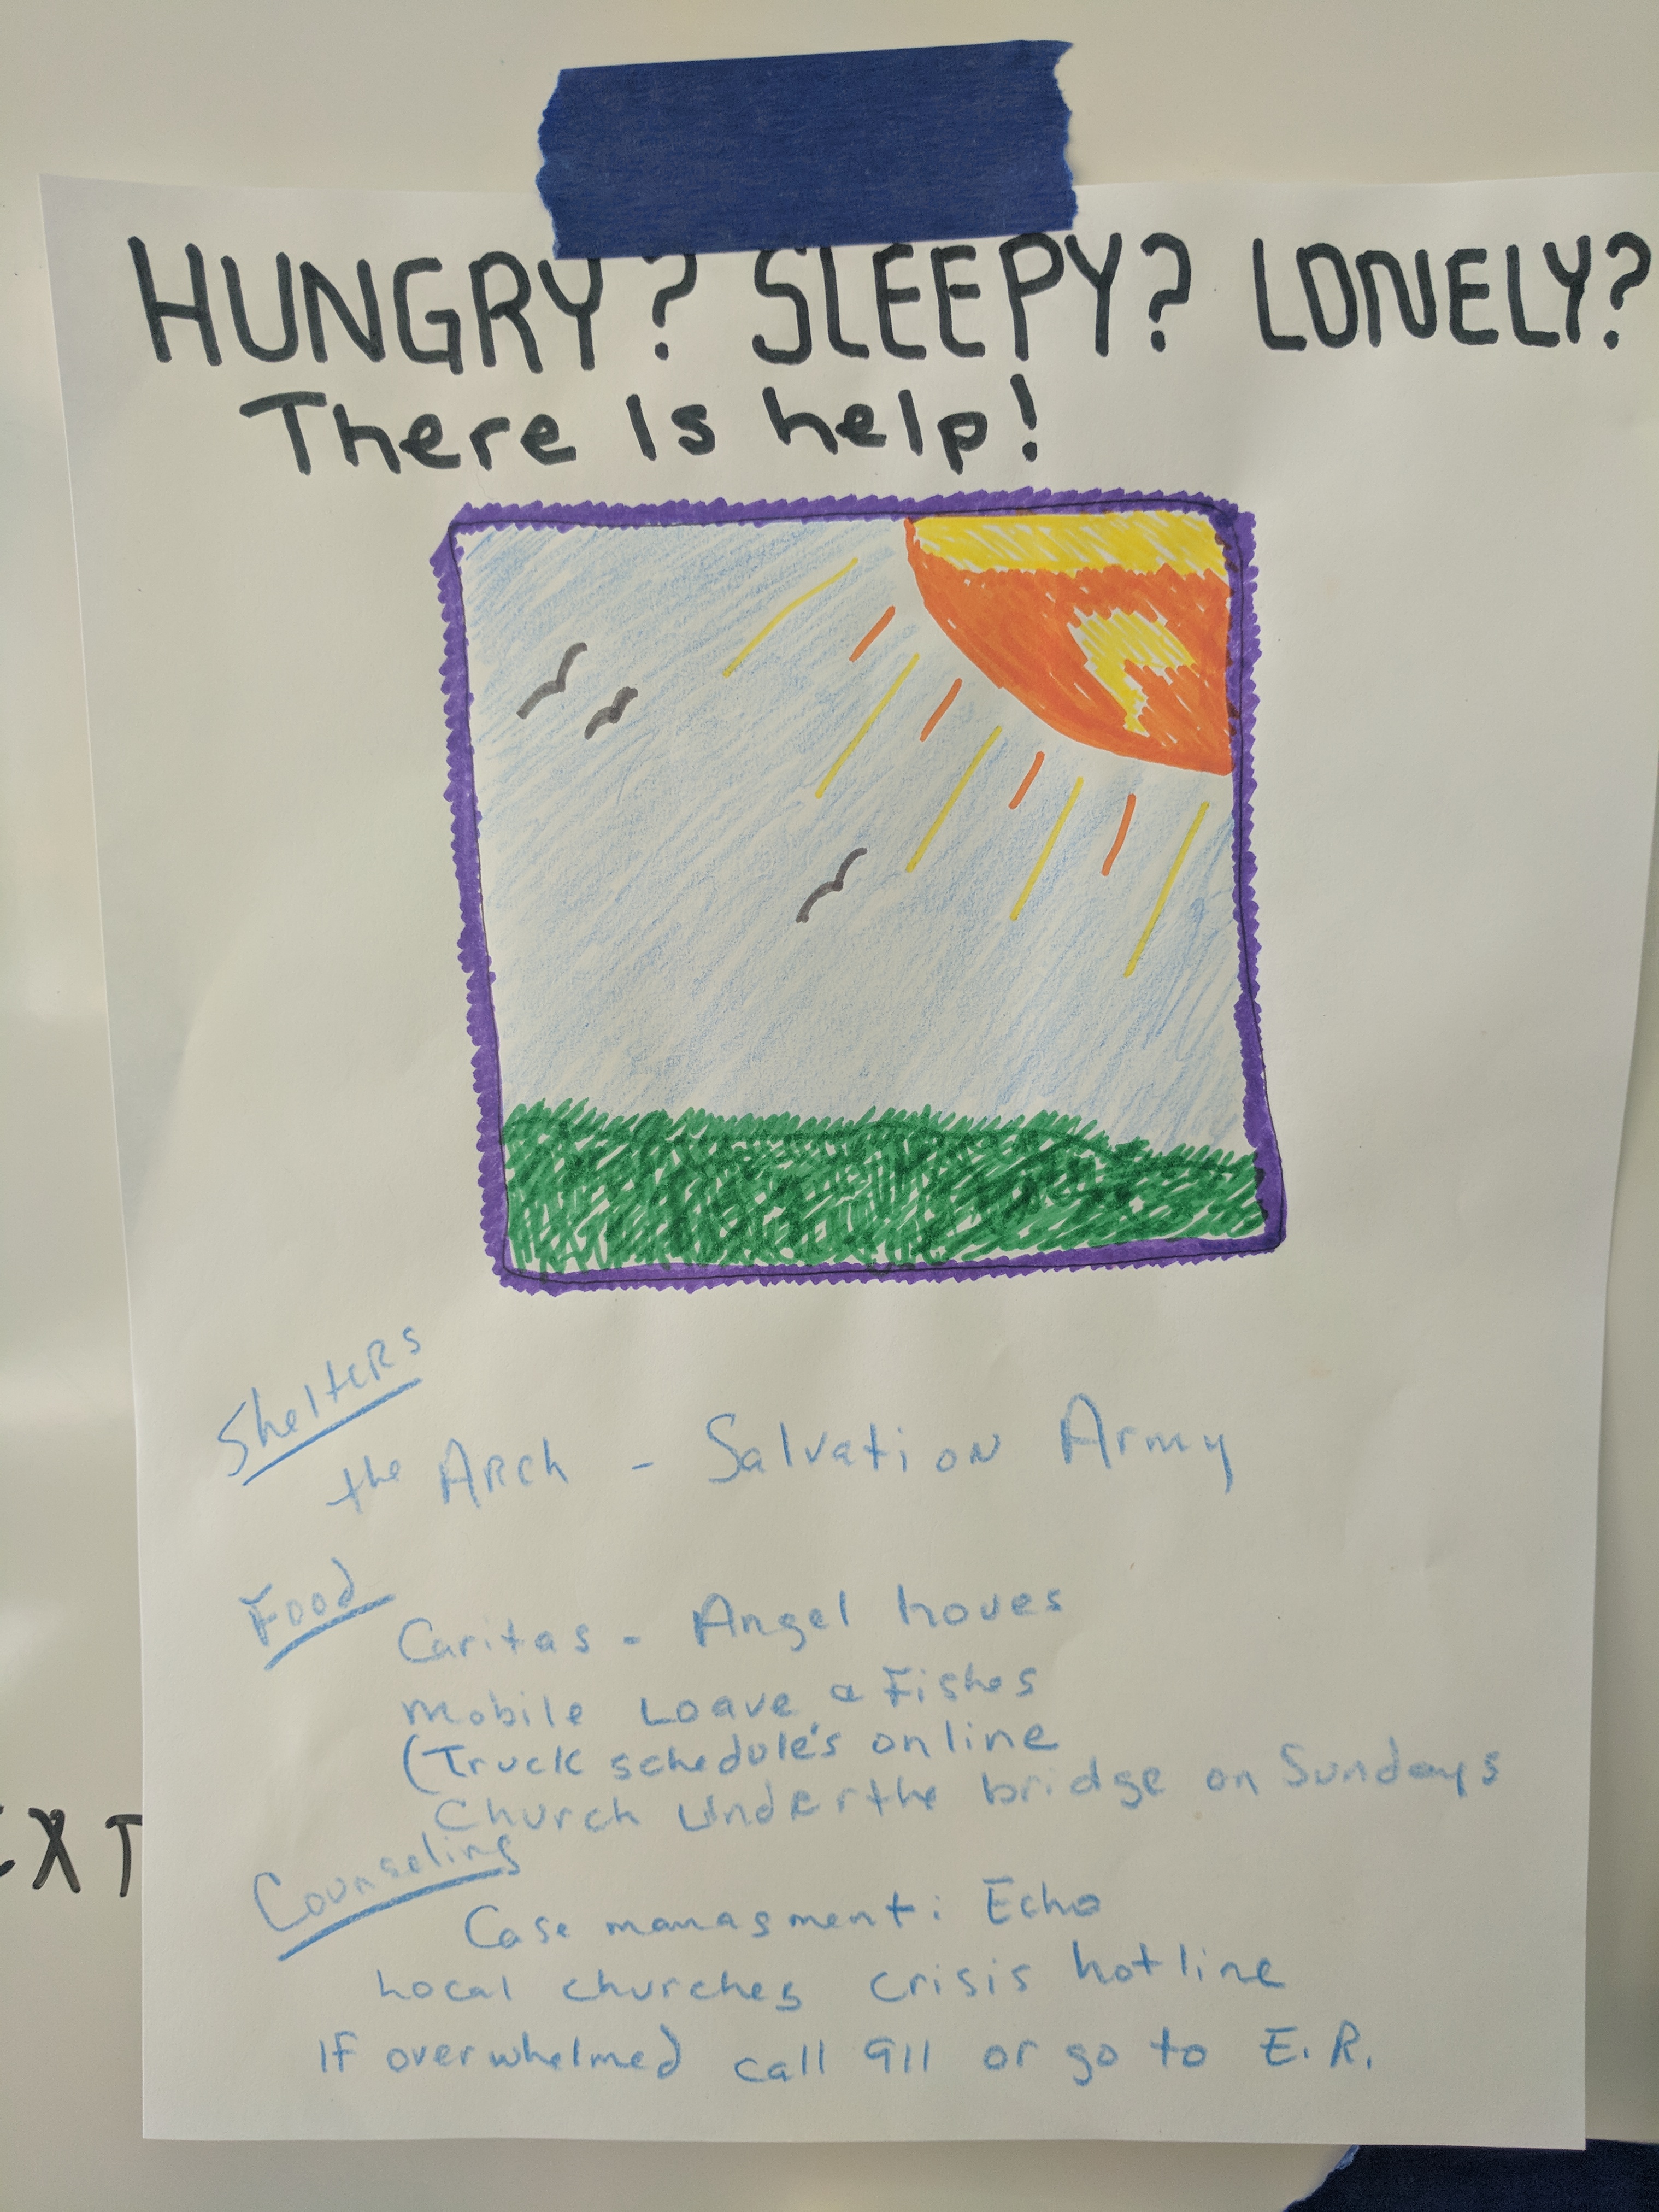 HUNGRY? SLEEPY? LONELY?
There Is help!
Shelters
the Arch - Salvation Army
Food
Caritas - Angel houes
Mobile Loave & Fishes
(Truck schedule's online
Church Under the bridge on Sundays
Counseling
Case managment: Echo
Local churches crisis hotline
If overwhelmed call 911 or go to E.R.
EXT